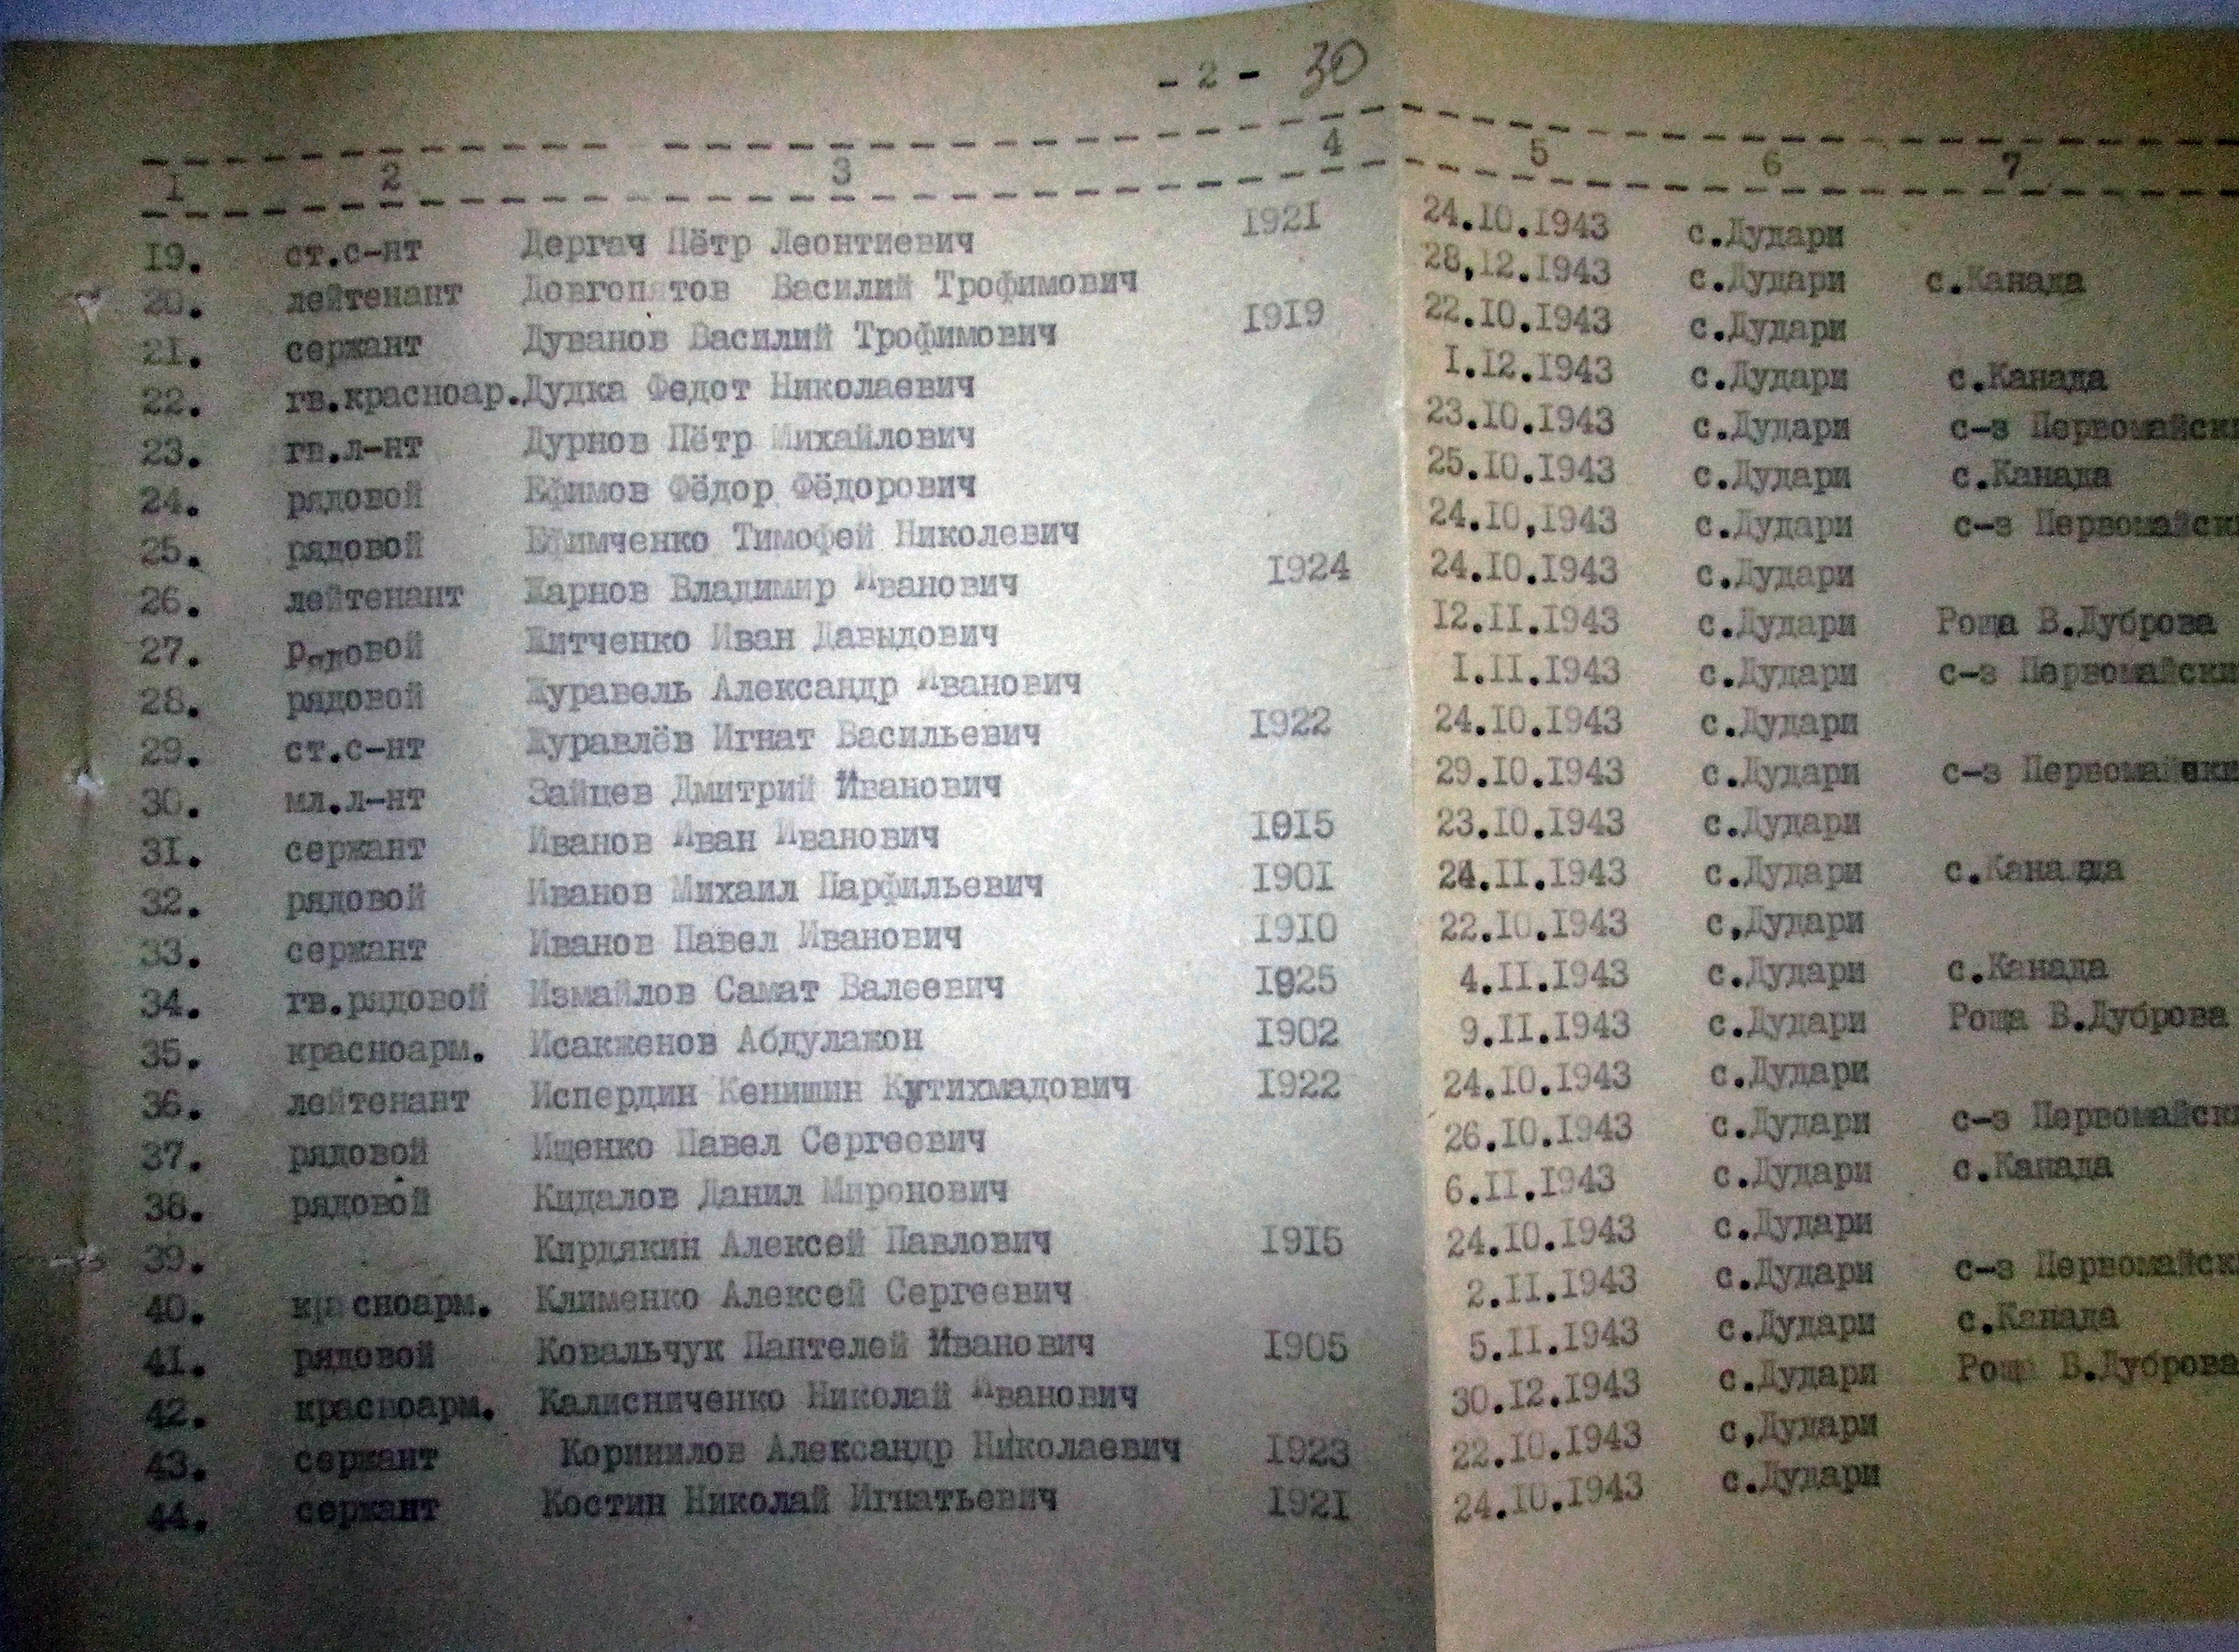 - 2 - 30
1 2 3 4 5 6 7
19. ст.с-нт Дергач Пётр Леонтиевич 1921 24.10.1943 с.Дудари
20. лейтенант Довгопятов Василий Трофимович 28,12.1943 с.Дудари с.Канада
21. сержант Дуванов Василий Трофимович 1919 22.10.1943 с.Дудари
22. гв.красноар. Дудка Федот Николаевич 1.12.1943 с.Дудари с.Канада
23. гв.л-нт Дурнов Пётр Михайлович 23.10.1943 с.Дудари с-з Первомайски
24. рядовой Ефимов Фёдор Фёдорович 25.10.1943 с.Дудари с.Канада
25. рядовой Ефимченко Тимофей Николевич 24.10,1943 с.Дудари с-з Первомайски
26. лейтенант Жарнов Владимир Иванович 1924 24.10.1943 с.Дудари
27. рядовой Житченко Иван Давыдович 12.11.1943 с.Дудари Роща В.Дуброва
28. рядовой Журавель Александр Иванович 1.11.1943 с.Дудари с-з Первомайски
29. ст.с-нт Журавлёв Игнат Васильевич 1922 24.10.1943 с.Дудари
30. мл.л-нт Зайцев Дмитрий Иванович 29.10.1943 с.Дудари с-з Первомайски
31. сержант Иванов Иван Иванович 1915 23.10.1943 с.Дудари
32. рядовой Иванов Михаил Парфильевич 1901 24.11.1943 с.Дудари с.Канада
33. сержант Иванов Павел Иванович 1910 22.10.1943 с,Дудари
34. гв.рядовой Измайлов Самат Валеевич 1925 4.11.1943 с.Дудари с.Канада
35. красноарм. Исакженов Абдулажон 1902 9.11.1943 с.Дудари Роща В.Дуброва
36. лейтенант Испердин Кенишин Кутихмадович 1922 24.10.1943 с.Дудари
37. рядовой Ищенко Павел Сергеевич 26.10.1943 с.Дудари с-з Первомайск
38. рядовой Кидалов Данил Миронович 6.11.1943 с.Дудари с.Канада
39. Кирдякин Алексей Павлович 1915 24.10.1943 с.Дудари
40. красноарм. Клименко Алексей Сергеевич 2.11.1943 с.Дудари с-з Первомайск
41. рядовой Ковальчук Пантелей Иванович 1905 5.11.1943 с.Дудари с.Канада
42. красноарм. Калисниченко Николай Иванович 30.12.1943 с.Дудари Роща В.Дуброва
43. сержант Коринилов Александр Николаевич 1923 22.10.1943 с,Дудари
44. сержант Костин Николай Игнатьевич 1921 24.10.1943 с.Дудари